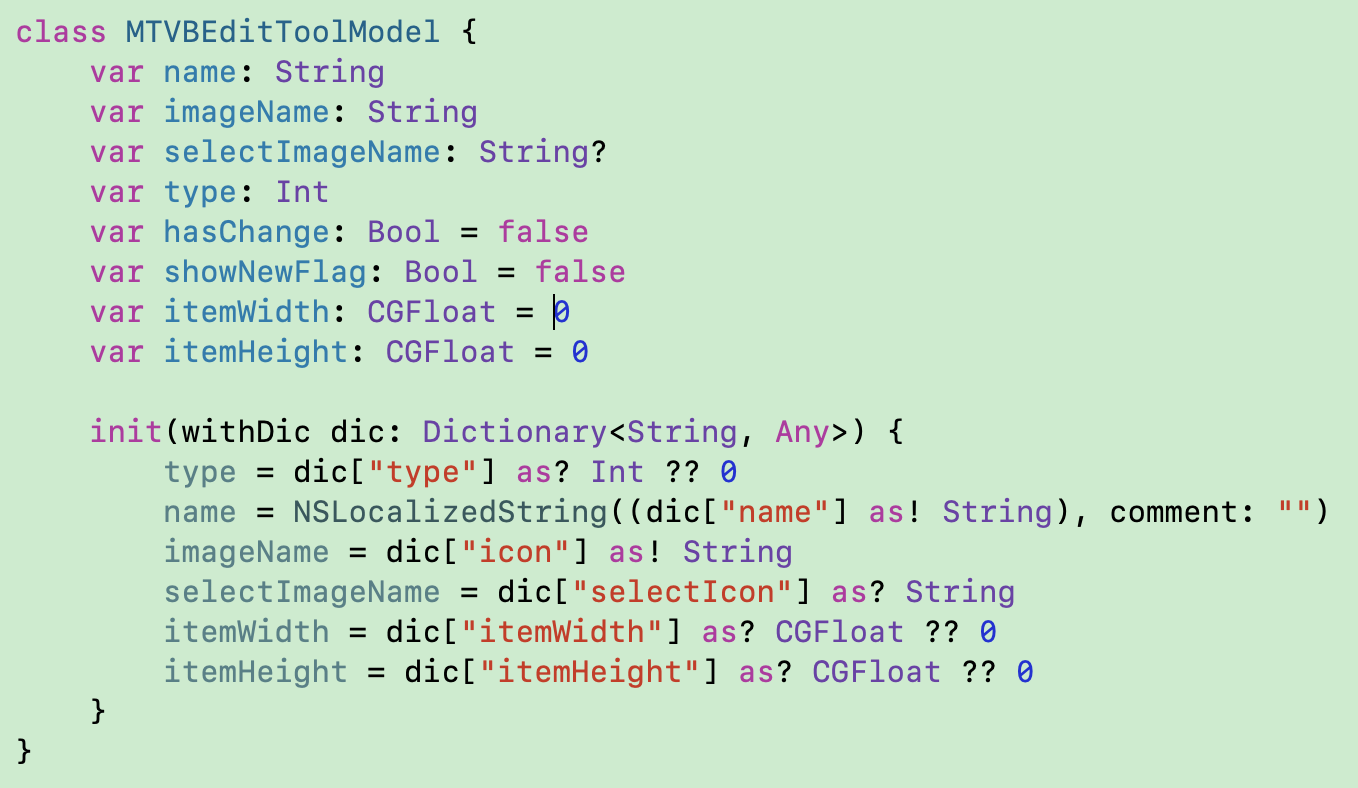 class MTVBEditToolModel {
    var name: String
    var imageName: String
    var selectImageName: String?
    var type: Int
    var hasChange: Bool = false
    var showNewFlag: Bool = false
    var itemWidth: CGFloat = 0
    var itemHeight: CGFloat = 0

    init(withDic dic: Dictionary<String, Any>) {
        type = dic["type"] as? Int ?? 0
        name = NSLocalizedString((dic["name"] as! String), comment: "")
        imageName = dic["icon"] as! String
        selectImageName = dic["selectIcon"] as? String
        itemWidth = dic["itemWidth"] as? CGFloat ?? 0
        itemHeight = dic["itemHeight"] as? CGFloat ?? 0
    }
}